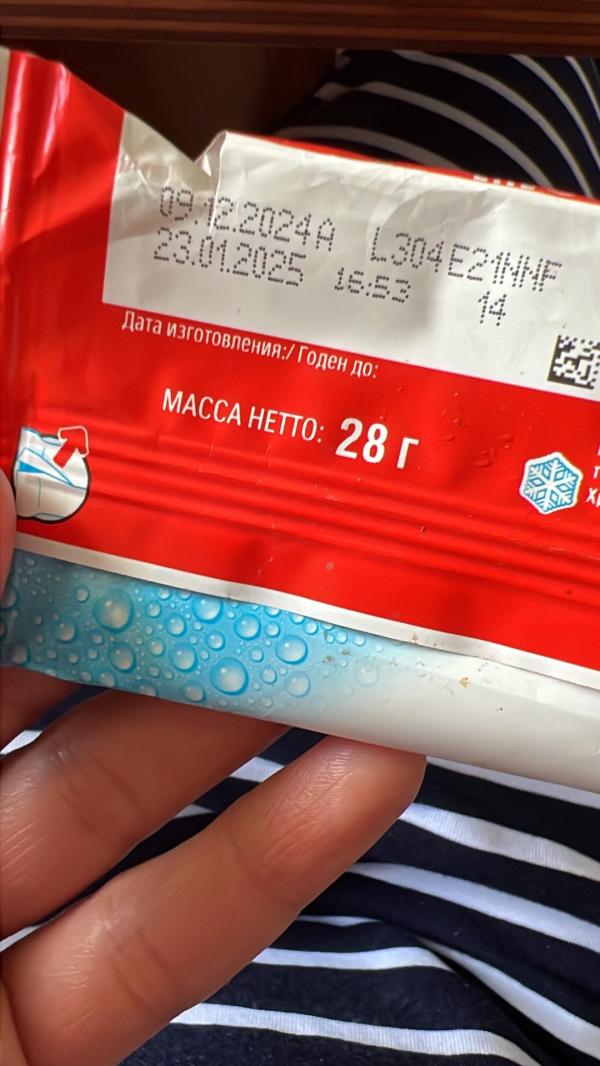 09.12.2024A L304E21NNF
23.01.2025 16:53 14
Дата изготовления:/ Годен до:
МАССА НЕТТО: 28 г